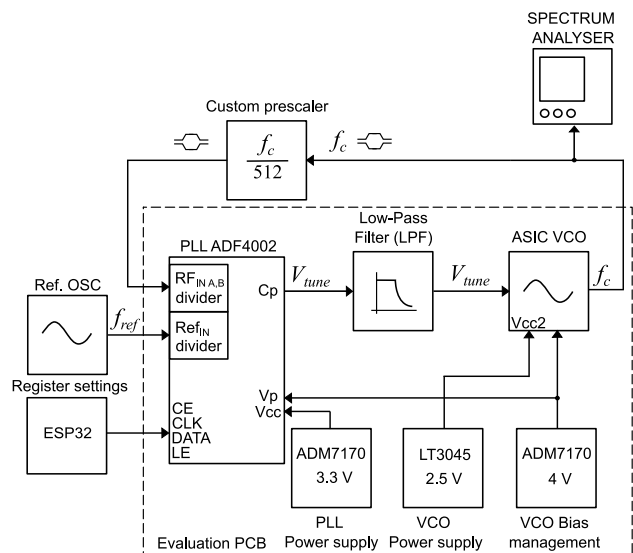 SPECTRUM
ANALYSER
Custom prescaler
f_c
512
f_c
Low-Pass
Filter (LPF)
PLL ADF4002
ASIC VCO
RF_IN A,B
divider
Cp
V_tune
V_tune
f_c
Ref. OSC
f_ref
Ref_IN
divider
Vcc2
Register settings
ESP32
CE
CLK
DATA
LE
Vp
Vcc
ADM7170
3.3 V
LT3045
2.5 V
ADM7170
4 V
Evaluation PCB
PLL
Power supply
VCO
Power supply
VCO Bias
management